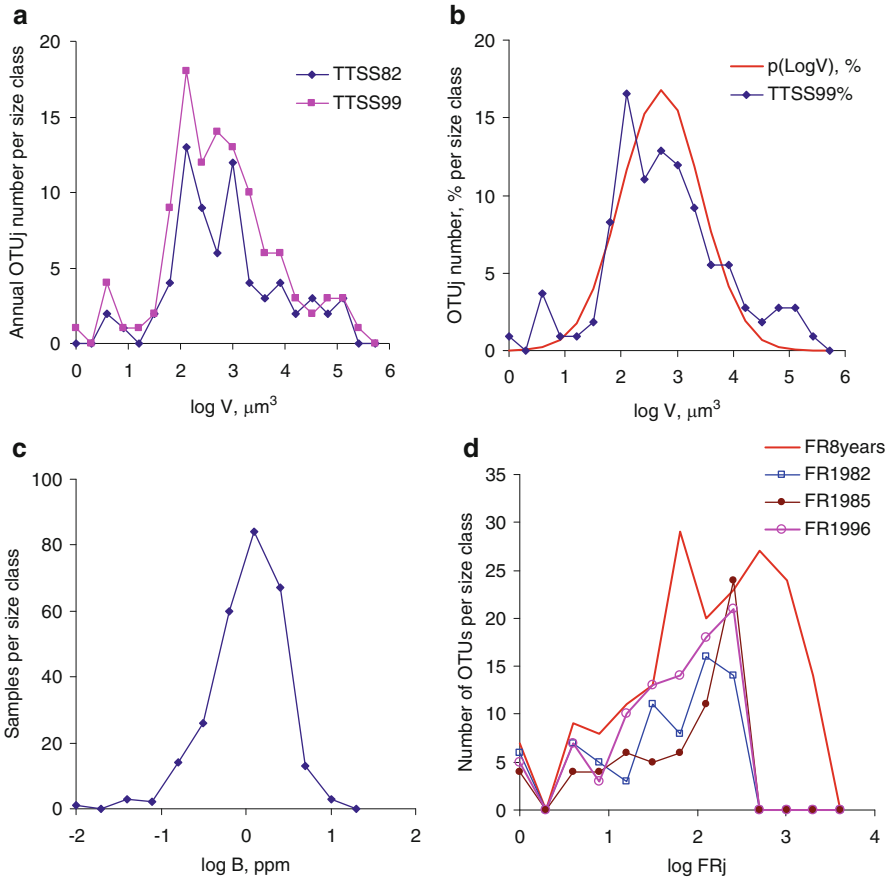 a
Annual OTUj number per size class
20
15
10
5
0
0 1 2 3 4 5 6
log V, μm³
TTSS82
TTSS99
b
OTUj number, % per size class
20
15
10
5
0
0 1 2 3 4 5 6
log V, μm³
p(LogV), %
TTSS99%
c
Samples per size class
100
80
60
40
20
0
-2 -1 0 1 2
log B, ppm
d
Number of OTUs per size class
35
30
25
20
15
10
5
0
0 1 2 3 4
log FRj
FR8years
FR1982
FR1985
FR1996